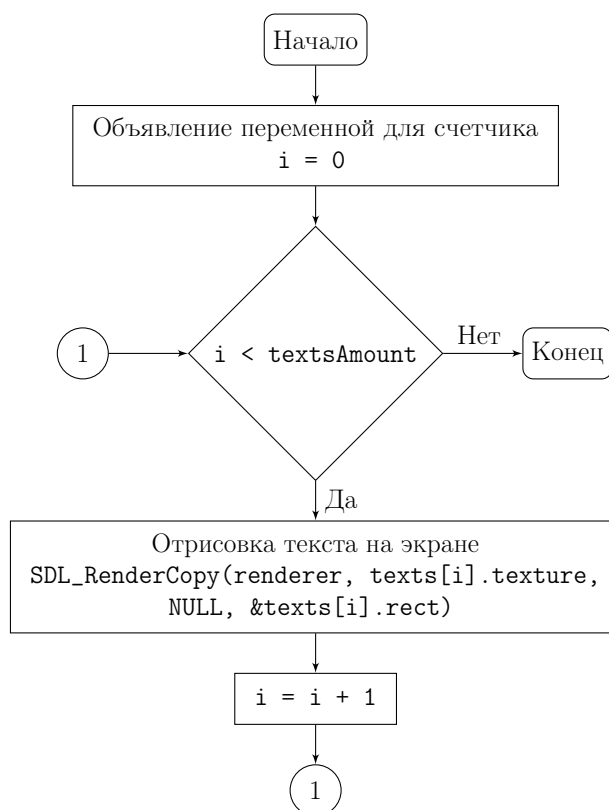 Начало
Объявление переменной для счетчика
i = 0
1
i < textsAmount
Нет
Конец
Да
Отрисовка текста на экране
SDL_RenderCopy(renderer, texts[i].texture,
NULL, &texts[i].rect)
i = i + 1
1